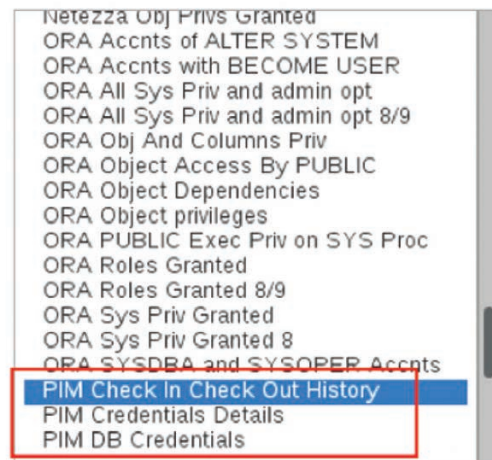 Netezza Obj Privs Granted
ORA Accnts of ALTER SYSTEM
ORA Accnts with BECOME USER
ORA All Sys Priv and admin opt
ORA All Sys Priv and admin opt 8/9
ORA Obj And Columns Priv
ORA Object Access By PUBLIC
ORA Object Dependencies
ORA Object privileges
ORA PUBLIC Exec Priv on SYS Proc
ORA Roles Granted
ORA Roles Granted 8/9
ORA Sys Priv Granted
ORA Sys Priv Granted 8
ORA SYSDBA and SYSOPER Accnts
PIM Check In Check Out History
PIM Credentials Details
PIM DB Credentials